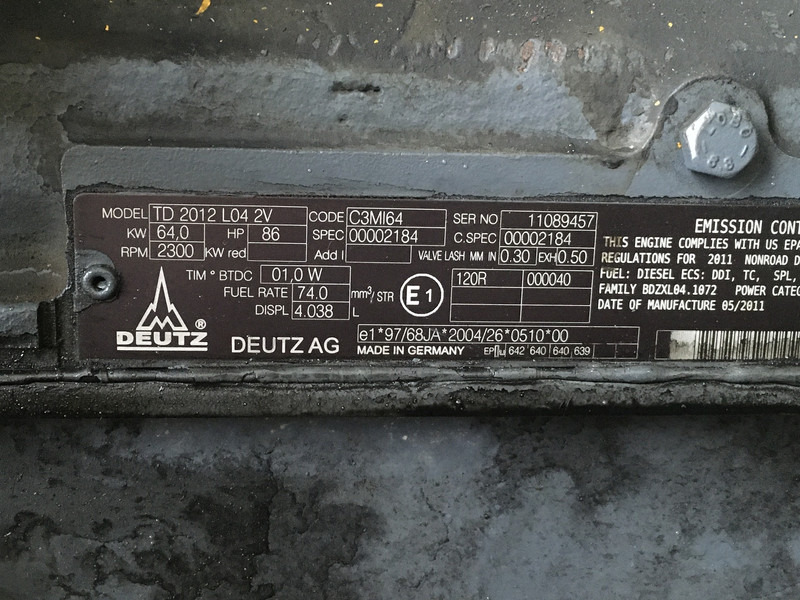 MODEL TD 2012 L04 2V CODE C3MI64 SER NO 11089457
KW 64,0 HP 86 SPEC 00002184 C.SPEC 00002184
RPM 2300 KW red Add I VALVE LASH MM IN 0.30 EXH 0.50
TIM ° BTDC 01,0 W 120R 000040
FUEL RATE 74.0 mm³/STR E1
DISPL 4.038 L
DEUTZ ®
DEUTZ AG
e1*97/68J/A*2004/26*0510*00
MADE IN GERMANY 642 640 640 639
EMISSION CONT
THIS ENGINE COMPLIES WITH US EPA
REGULATIONS FOR 2011 NONROAD D
FUEL: DIESEL ECS: DDI, TC, SPL,
FAMILY BDZXL04.1072 POWER CATEG
DATE OF MANUFACTURE 05/2011